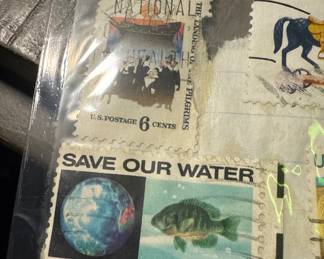 NATIONAL
THE LANDING OF THE PILGRIMS
U.S. POSTAGE 6 CENTS
SAVE OUR WATER